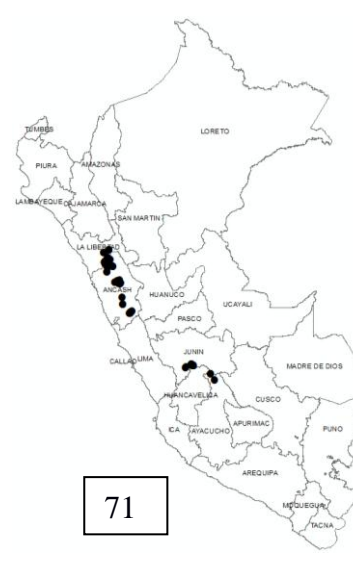 LORETO
TUMBES
PIURA
AMAZONAS
LAMBAYEQUE
CAJAMARCA
SAN MARTIN
LA LIBERTAD
ANCASH
HUANUCO
UCAYALI
PASCO
CALLAO
LIMA
JUNIN
MADRE DE DIOS
HUANCAVELICA
CUSCO
ICA
AYACUCHO
APURIMAC
PUNO
AREQUIPA
MOQUEGUA
TACNA
71